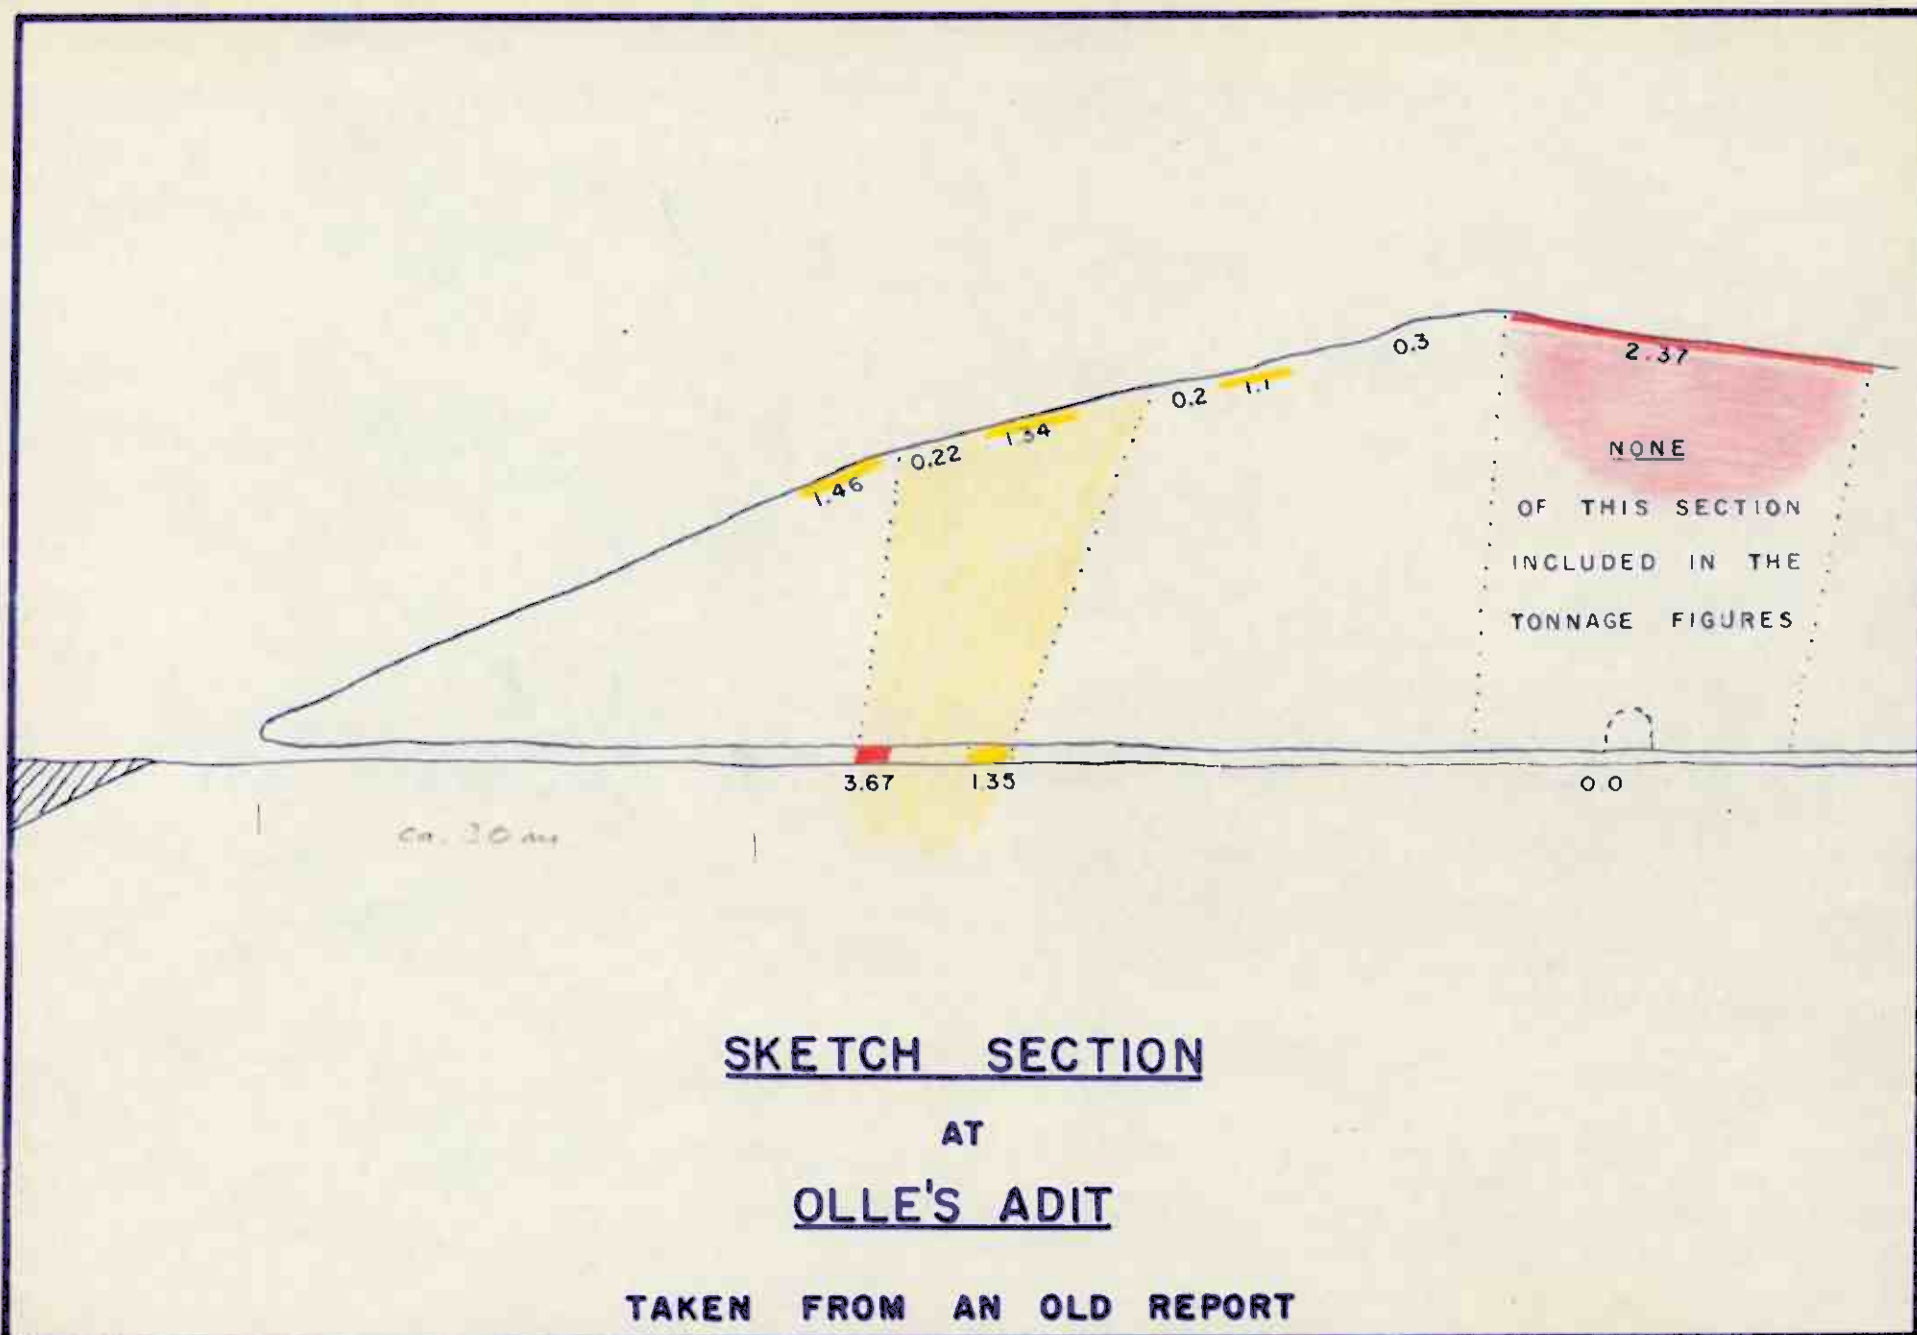 0.3
2.37
0.2
1.1
1.34
0.22
1.46
NONE
OF THIS SECTION
INCLUDED IN THE
TONNAGE FIGURES
3.67
1.35
0.0
ca. 30 m
SKETCH SECTION
AT
OLLE'S ADIT
TAKEN FROM AN OLD REPORT